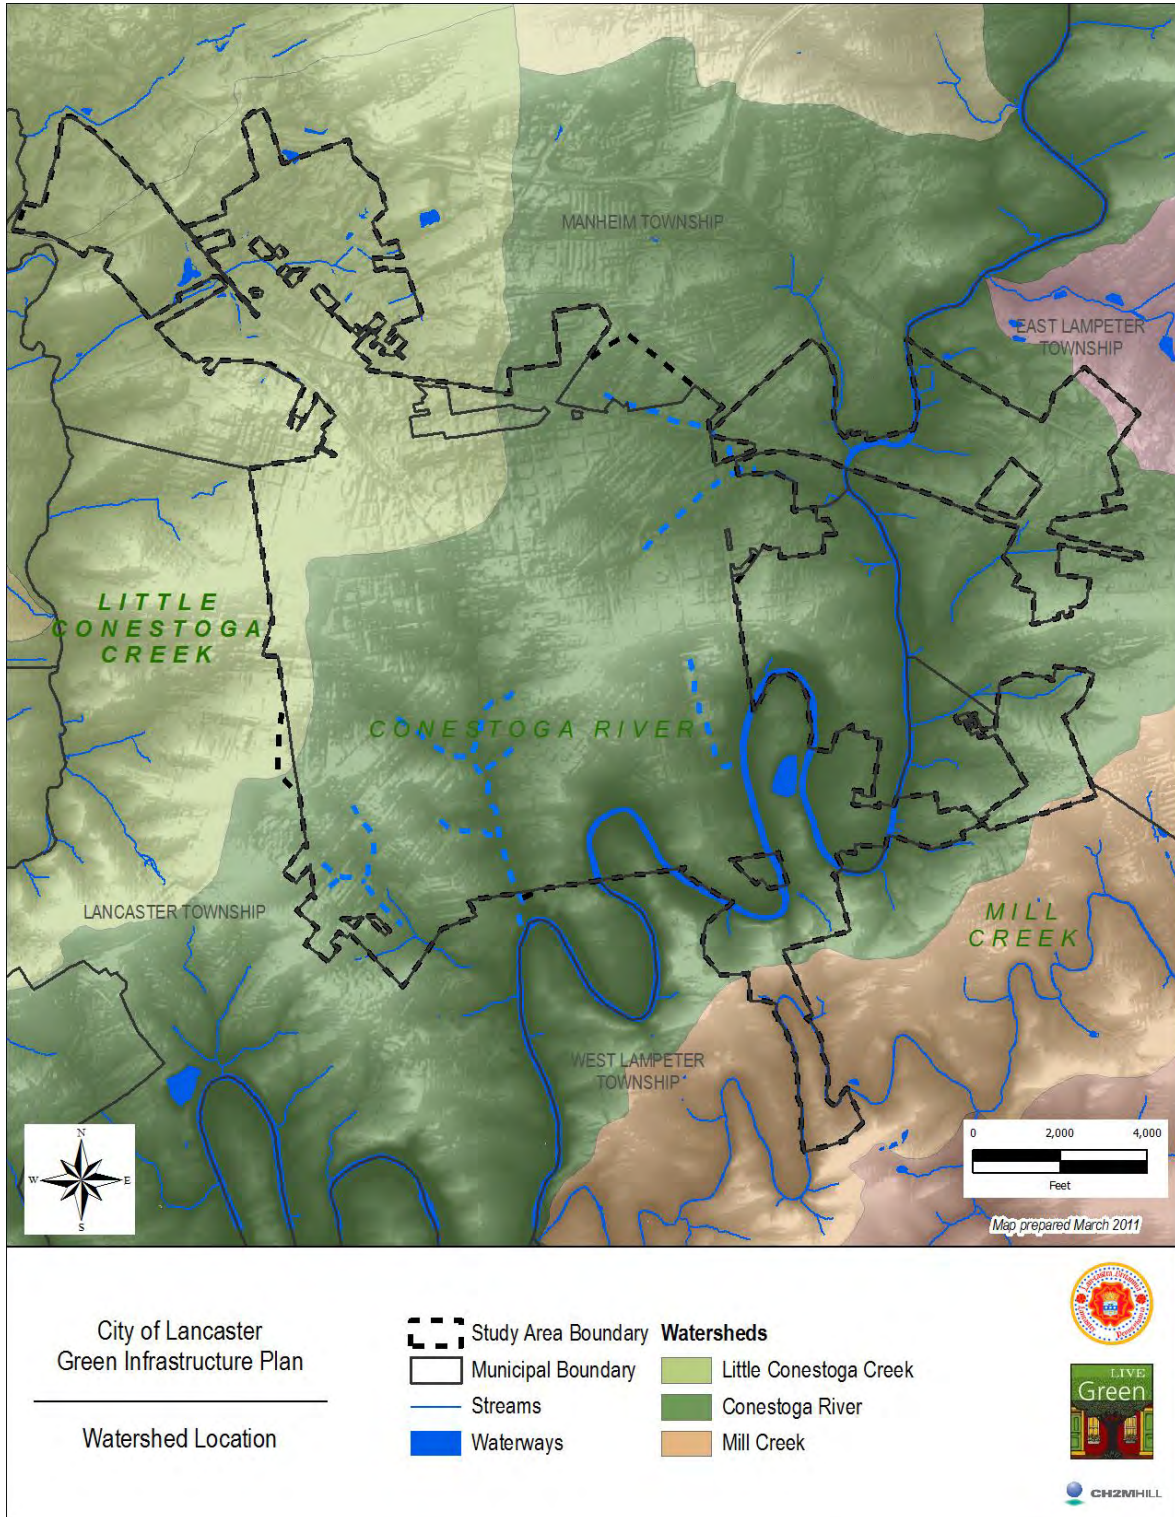 MANHEIM TOWNSHIP
EAST LAMPETER
TOWNSHIP
LITTLE
CONESTOGA
CREEK
CONESTOGA RIVER
LANCASTER TOWNSHIP
MILL
CREEK
WEST LAMPETER
TOWNSHIP
N
W
E
S
0 2,000 4,000
Feet
Map prepared March 2011
City of Lancaster
Green Infrastructure Plan
Watershed Location
Study Area Boundary
Municipal Boundary
Streams
Waterways
Watersheds
Little Conestoga Creek
Conestoga River
Mill Creek
LIVE
Green
CH2MHILL